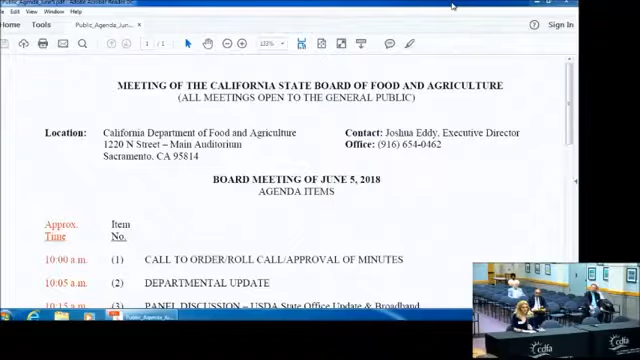 Public_Agenda_June5.pdf - Adobe Acrobat Reader DC
File Edit View Window Help
Home Tools Public_Agenda_Jun... × Sign In
1 / 1 133%
MEETING OF THE CALIFORNIA STATE BOARD OF FOOD AND AGRICULTURE
(ALL MEETINGS OPEN TO THE GENERAL PUBLIC)
Location: California Department of Food and Agriculture Contact: Joshua Eddy, Executive Director
1220 N Street – Main Auditorium Office: (916) 654-0462
Sacramento, CA 95814
BOARD MEETING OF JUNE 5, 2018
AGENDA ITEMS
Approx. Item
Time No.
10:00 a.m. (1) CALL TO ORDER/ROLL CALL/APPROVAL OF MINUTES
10:05 a.m. (2) DEPARTMENTAL UPDATE
10:15 a.m. (3) PANEL DISCUSSION – USDA State Office Update & Broadband
Public_Agenda_Ju...
cdfa cdfa